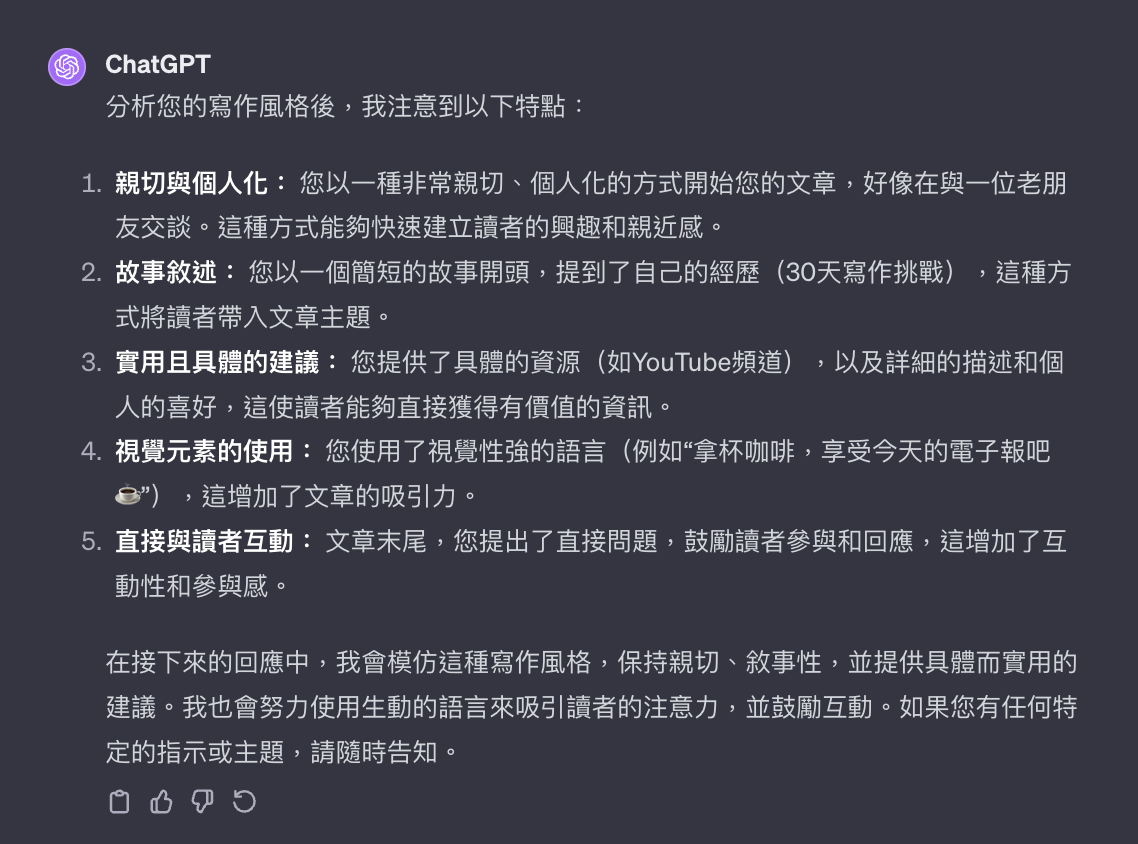 ChatGPT
分析您的寫作風格後，我注意到以下特點：
1. 親切與個人化： 您以一種非常親切、個人化的方式開始您的文章，好像在與一位老朋
友交談。這種方式能夠快速建立讀者的興趣和親近感。
2. 故事敘述： 您以一個簡短的故事開頭，提到了自己的經歷（30天寫作挑戰），這種方
式將讀者帶入文章主題。
3. 實用且具體的建議： 您提供了具體的資源（如YouTube頻道），以及詳細的描述和個
人的喜好，這使讀者能夠直接獲得有價值的資訊。
4. 視覺元素的使用： 您使用了視覺性強的語言（例如“拿杯咖啡，享受今天的電子報吧
☕”），這增加了文章的吸引力。
5. 直接與讀者互動： 文章末尾，您提出了直接問題，鼓勵讀者參與和回應，這增加了互
動性和參與感。
在接下來的回應中，我會模仿這種寫作風格，保持親切、敘事性，並提供具體而實用的
建議。我也會努力使用生動的語言來吸引讀者的注意力，並鼓勵互動。如果您有任何特
定的指示或主題，請隨時告知。